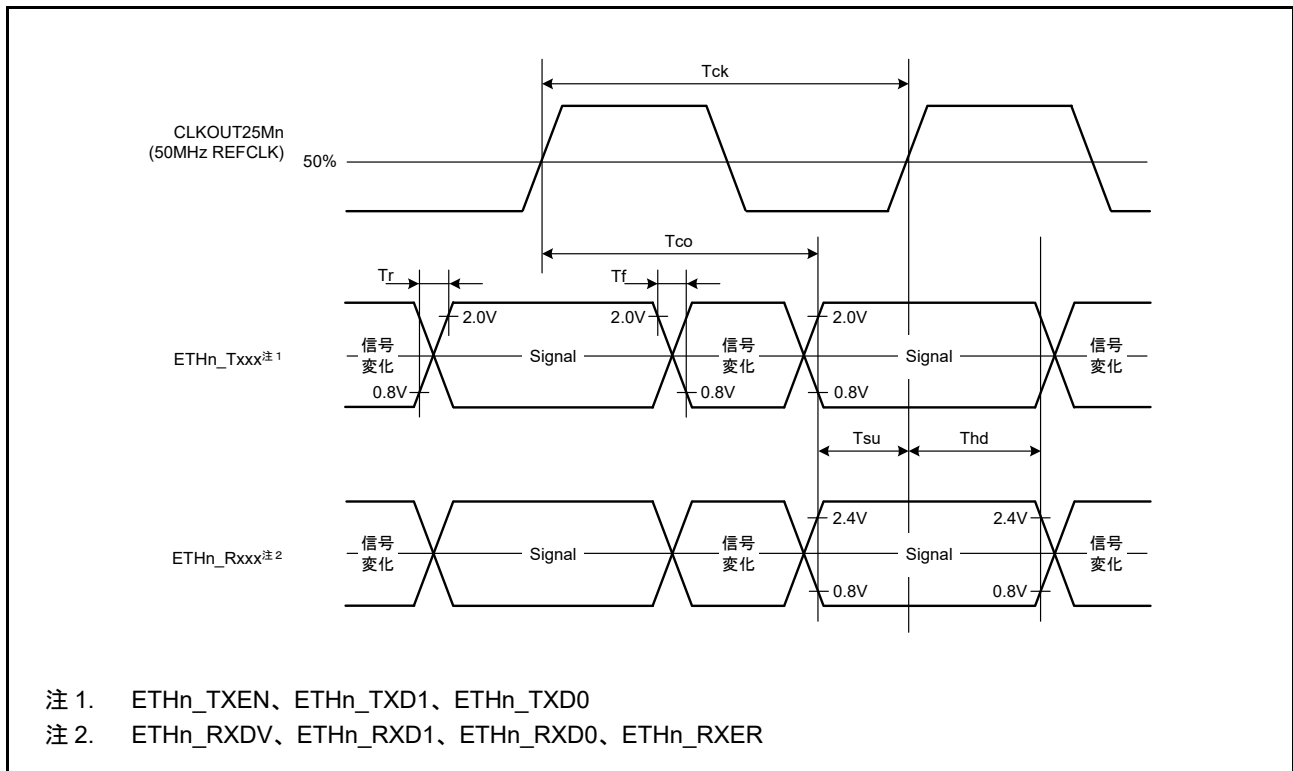 Tck
CLKOUT25Mn
(50MHz REFCLK)
50%
Tco
Tr
Tf
2.0V
2.0V
2.0V
ETHn_Txxx注1
信号
変化
Signal
信号
変化
Signal
信号
変化
0.8V
0.8V
0.8V
Tsu
Thd
2.4V
2.4V
ETHn_Rxxx注2
信号
変化
Signal
信号
変化
Signal
信号
変化
0.8V
0.8V
注 1. ETHn_TXEN、ETHn_TXD1、ETHn_TXD0
注 2. ETHn_RXDV、ETHn_RXD1、ETHn_RXD0、ETHn_RXER